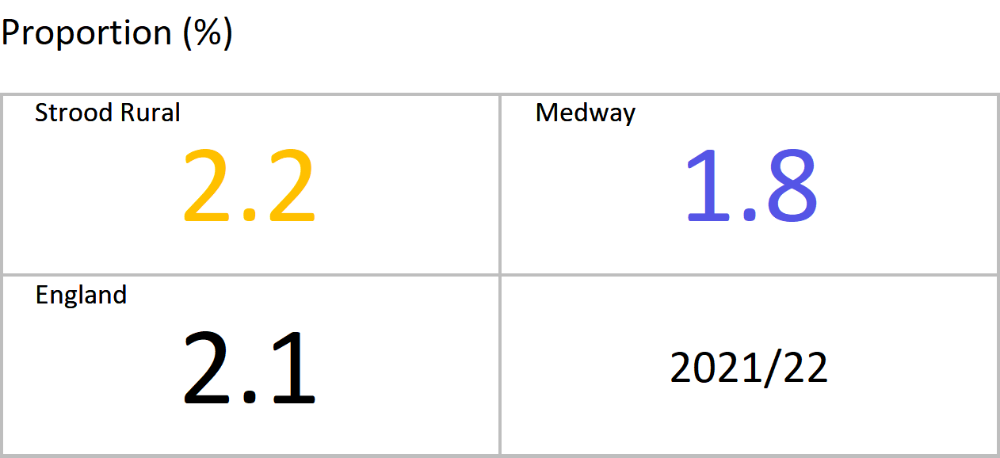 Proportion (%)
Strood Rural
2.2
Medway
1.8
England
2.1
2021/22